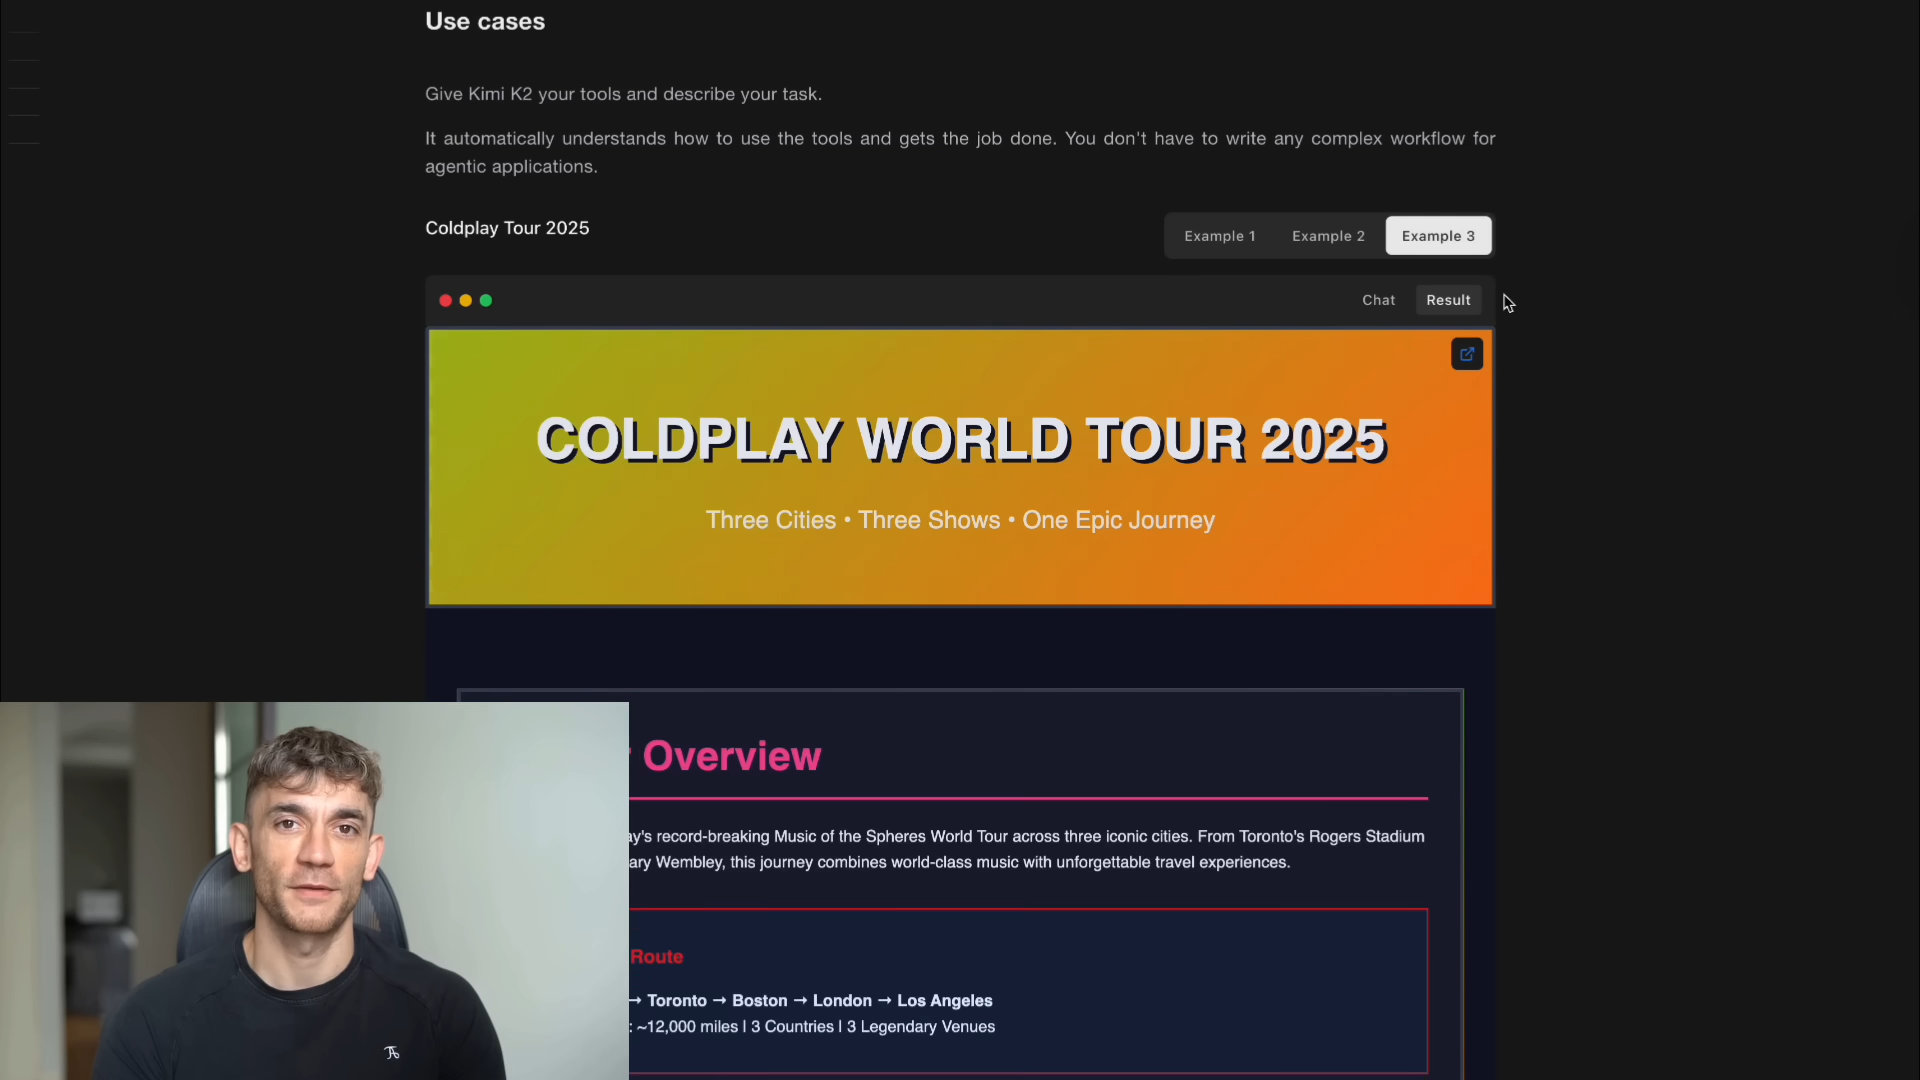 Use cases
Give Kimi K2 your tools and describe your task.
It automatically understands how to use the tools and gets the job done. You don't have to write any complex workflow for
agentic applications.
Coldplay Tour 2025
Example 1 Example 2 Example 3
Chat Result
COLDPLAY WORLD TOUR 2025
Three Cities • Three Shows • One Epic Journey
Overview
record-breaking Music of the Spheres World Tour across three iconic cities. From Toronto's Rogers Stadium
Wembley, this journey combines world-class music with unforgettable travel experiences.
Route
→ Toronto → Boston → London → Los Angeles
: ~12,000 miles | 3 Countries | 3 Legendary Venues